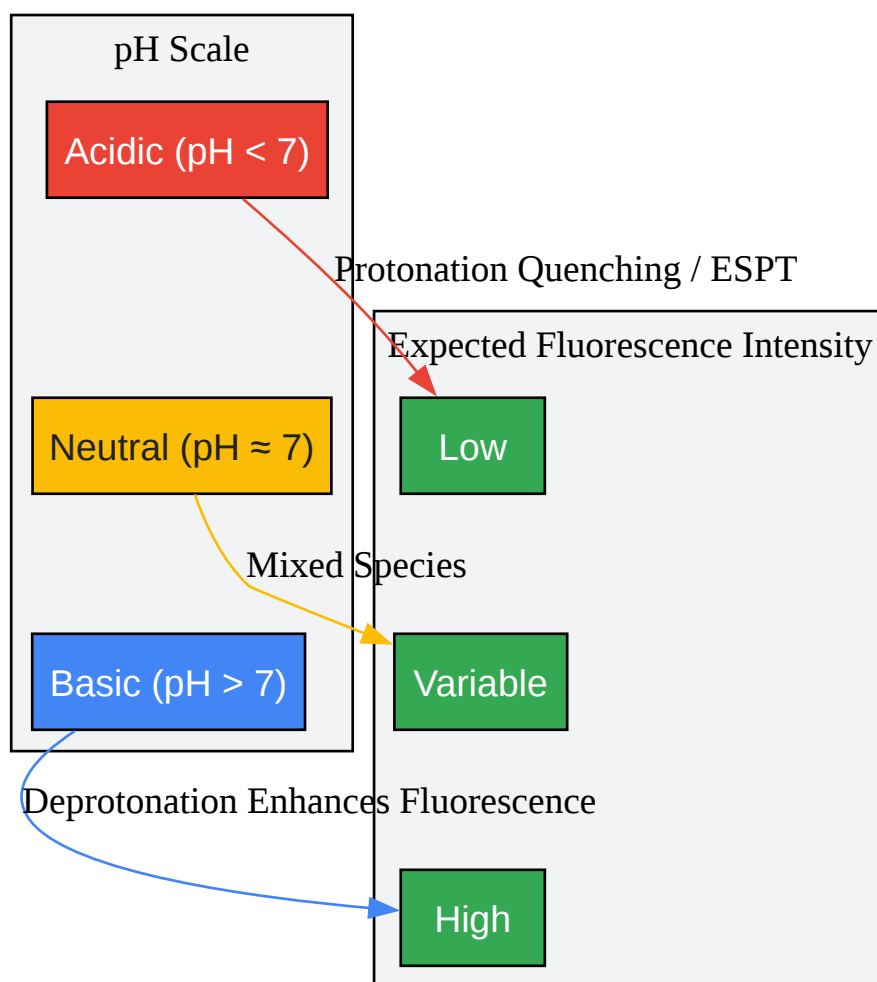 pH Scale
Acidic (pH < 7)
Protonation Quenching / ESPT
Expected Fluorescence Intensity
Neutral (pH ≈ 7)
Low
Mixed Species
Basic (pH > 7)
Variable
Deprotonation Enhances Fluorescence
High